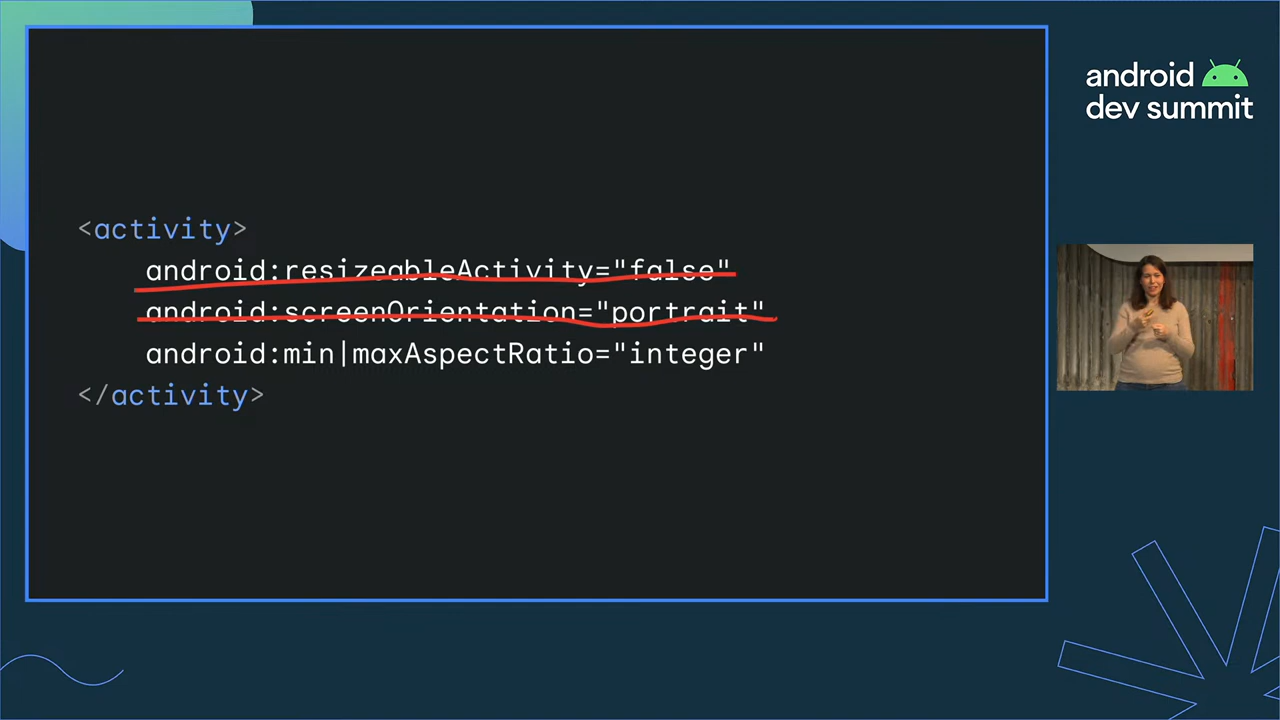 <activity>
android:resizeableActivity="false"
android:screenOrientation="portrait"
android:min|maxAspectRatio="integer"
</activity>
android
dev summit